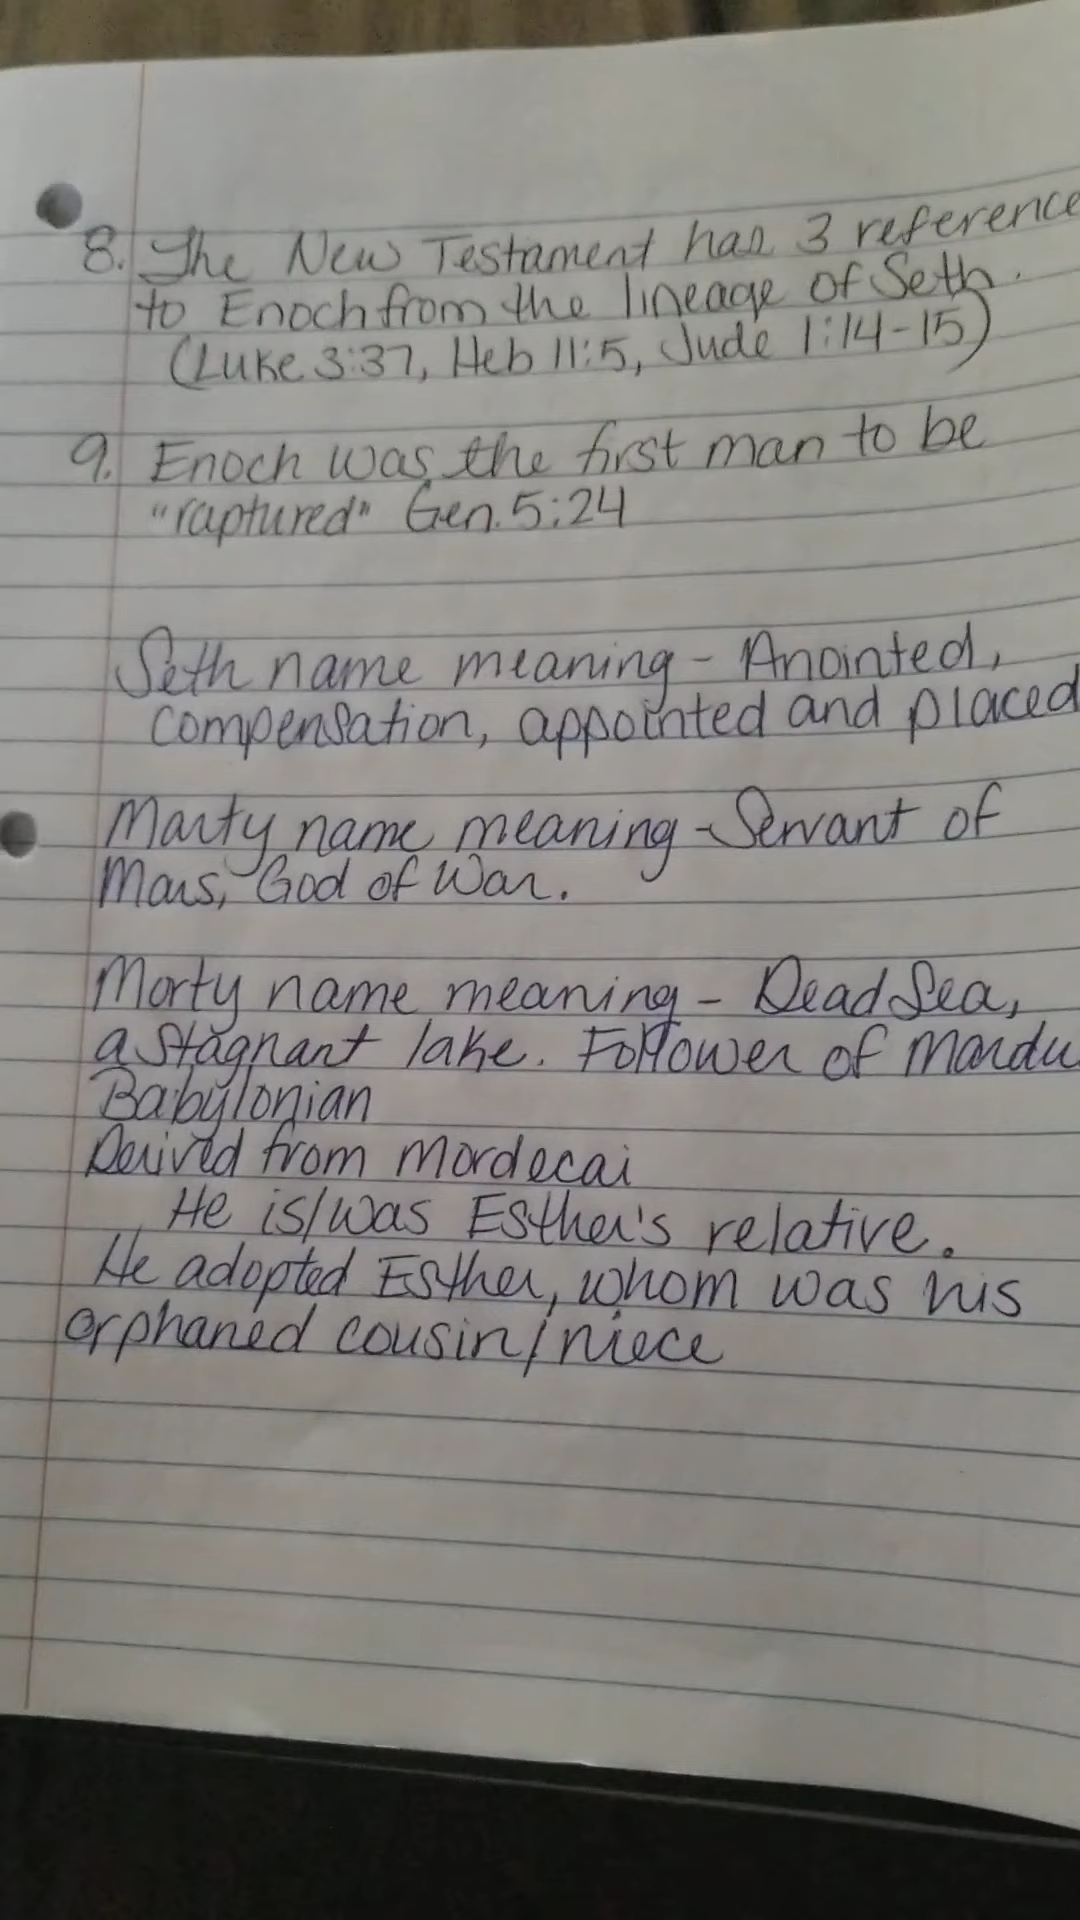 8. The New Testament has 3 reference
to Enoch from the lineage of Seth.
(Luke 3:37, Heb 11:5, Jude 1:14-15)
9. Enoch was the first man to be
"raptured" Gen. 5:24
Seth name meaning - Anointed,
compensation, appointed and placed
Marty name meaning - Servant of
Mars, God of War.
Morty name meaning - Dead Sea,
a stagnant lake. Follower of Mardu
Babylonian
Derived from Mordecai
He is/was Esther's relative.
He adopted Esther, whom was his
orphaned cousin/niece